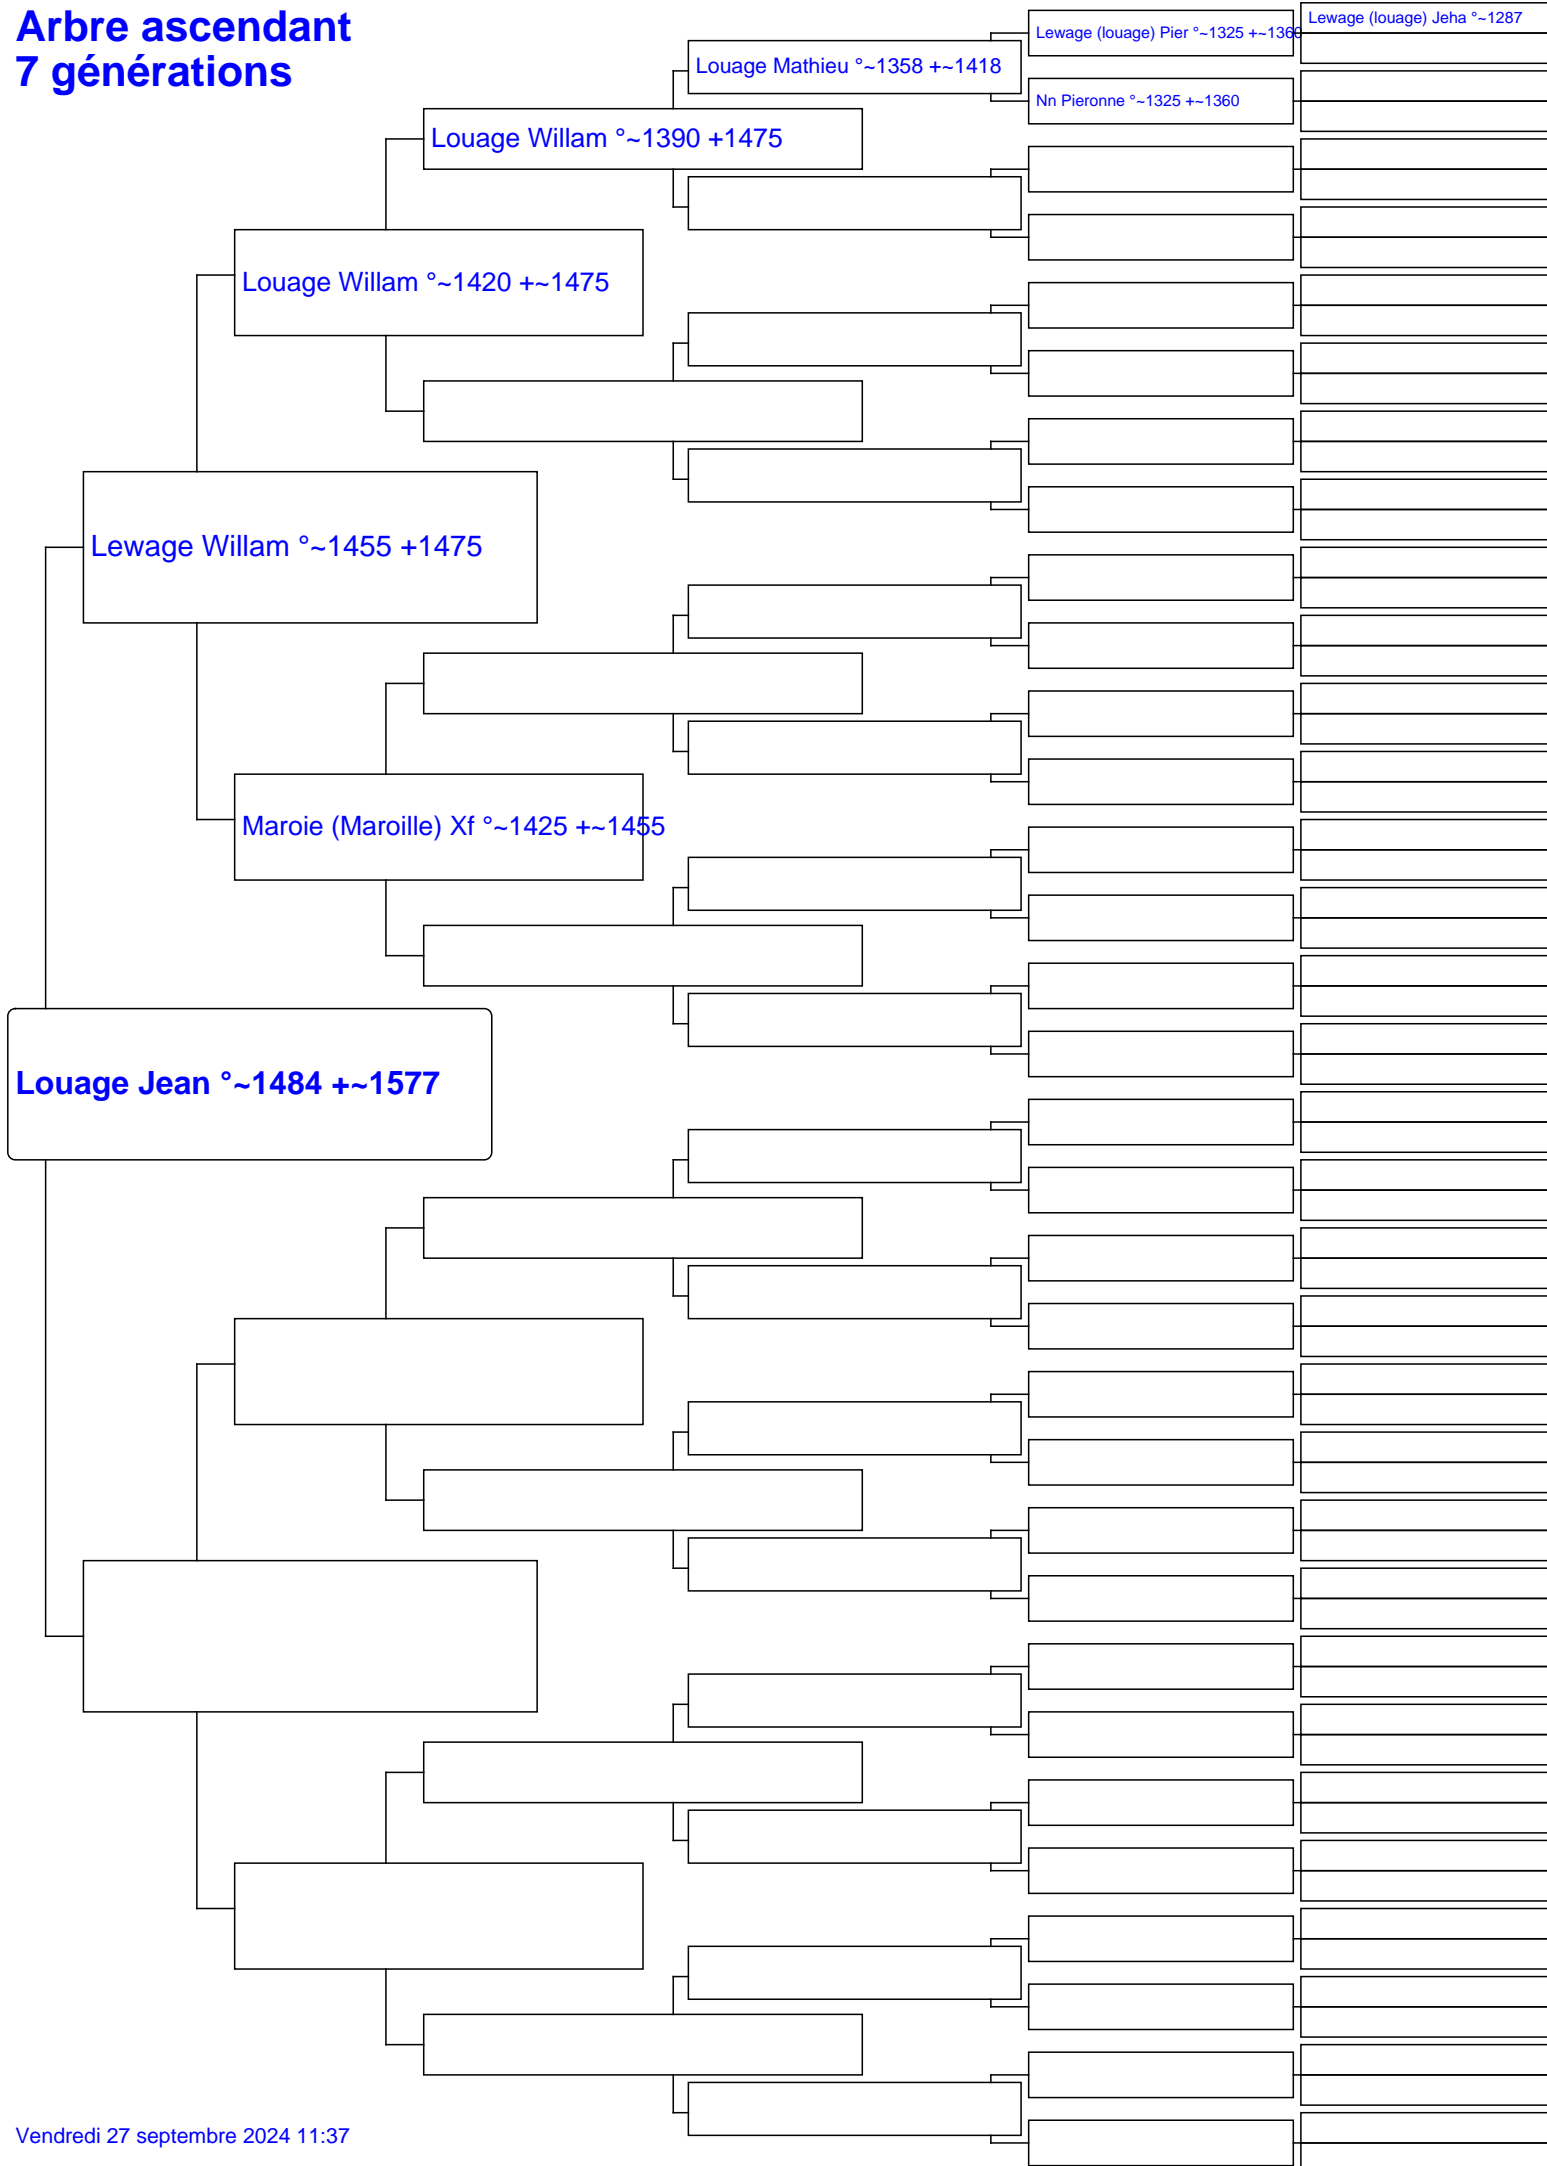 Arbre ascendant
7 générations
Lewage (louage) Jeha °~1287
Lewage (louage) Pier °~1325 +~1360
Louage Mathieu °~1358 +~1418
Nn Pieronne °~1325 +~1360
Louage Willam °~1390 +1475
Louage Willam °~1420 +~1475
Lewage Willam °~1455 +1475
Maroie (Maroille) Xf °~1425 +~1455
Louage Jean °~1484 +~1577
Vendredi 27 septembre 2024 11:37